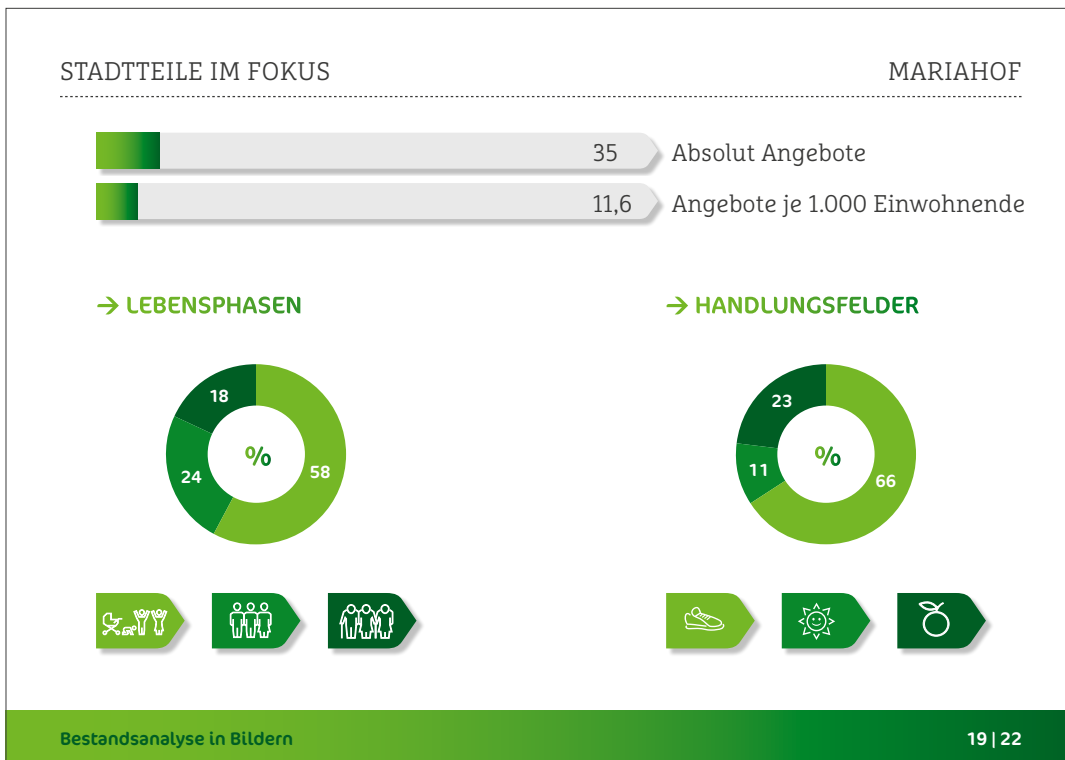 STADTTEILE IM FOKUS MARIAHOF
35 Absolut Angebote
11,6 Angebote je 1.000 Einwohnende
→ LEBENSPHASEN
18
24
58
%
→ HANDLUNGSFELDER
23
11
66
%
Bestandsanalyse in Bildern 19 | 22